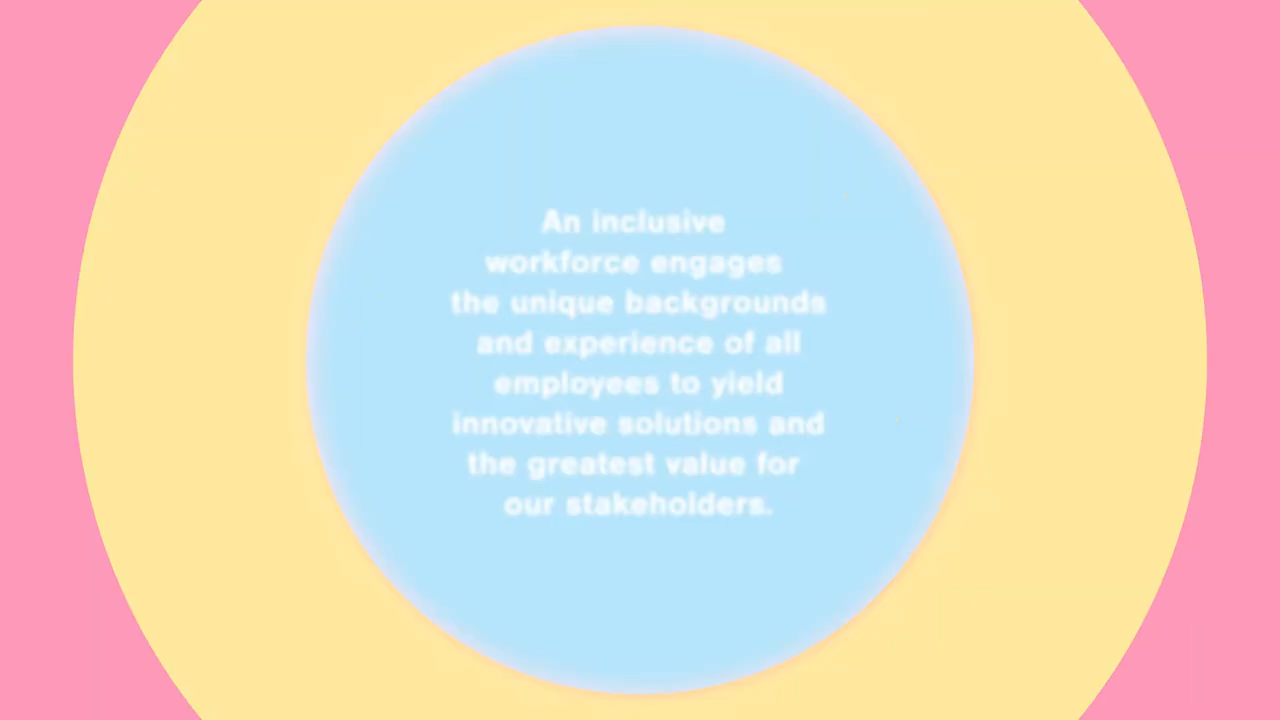 An inclusive
workforce engages
the unique backgrounds
and experience of all
employees to yield
innovative solutions and
the greatest value for
our stakeholders.